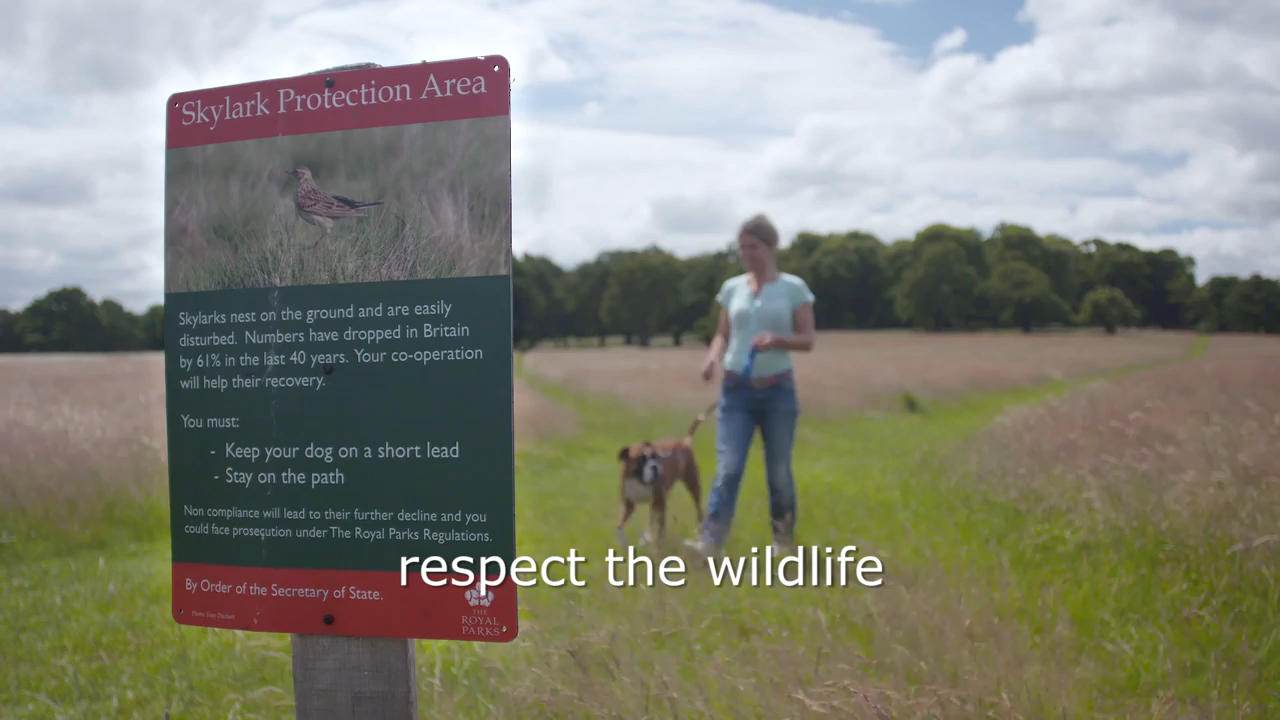 Skylark Protection Area
Skylarks nest on the ground and are easily
disturbed. Numbers have dropped in Britain
by 61% in the last 40 years. Your co-operation
will help their recovery.
You must:
- Keep your dog on a short lead
- Stay on the path
Non compliance will lead to their further decline and you
could face prosecution under The Royal Parks Regulations.
By Order of the Secretary of State.
THE
ROYAL
PARKS
respect the wildlife